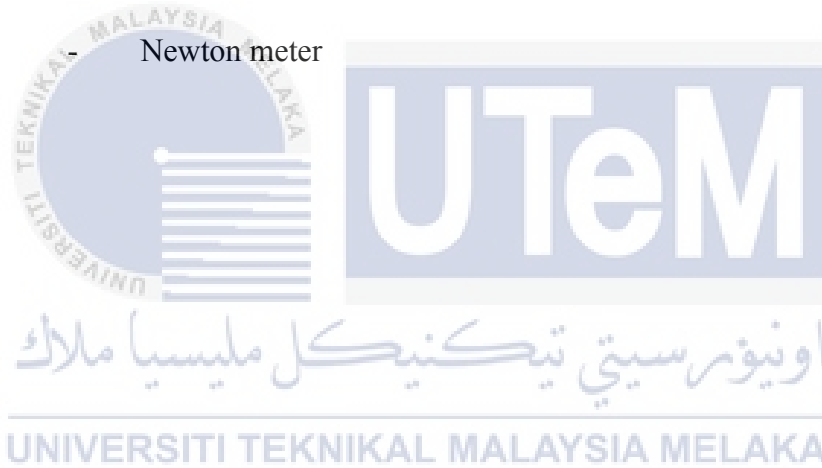 - Newton meter
UNIVERSITI TEKNIKAL MALAYSIA MELAKA
UTeM
اونيۏرسيتي تيكنيكل مليسيا ملاك
UNIVERSITI TEKNIKAL MALAYSIA MELAKA